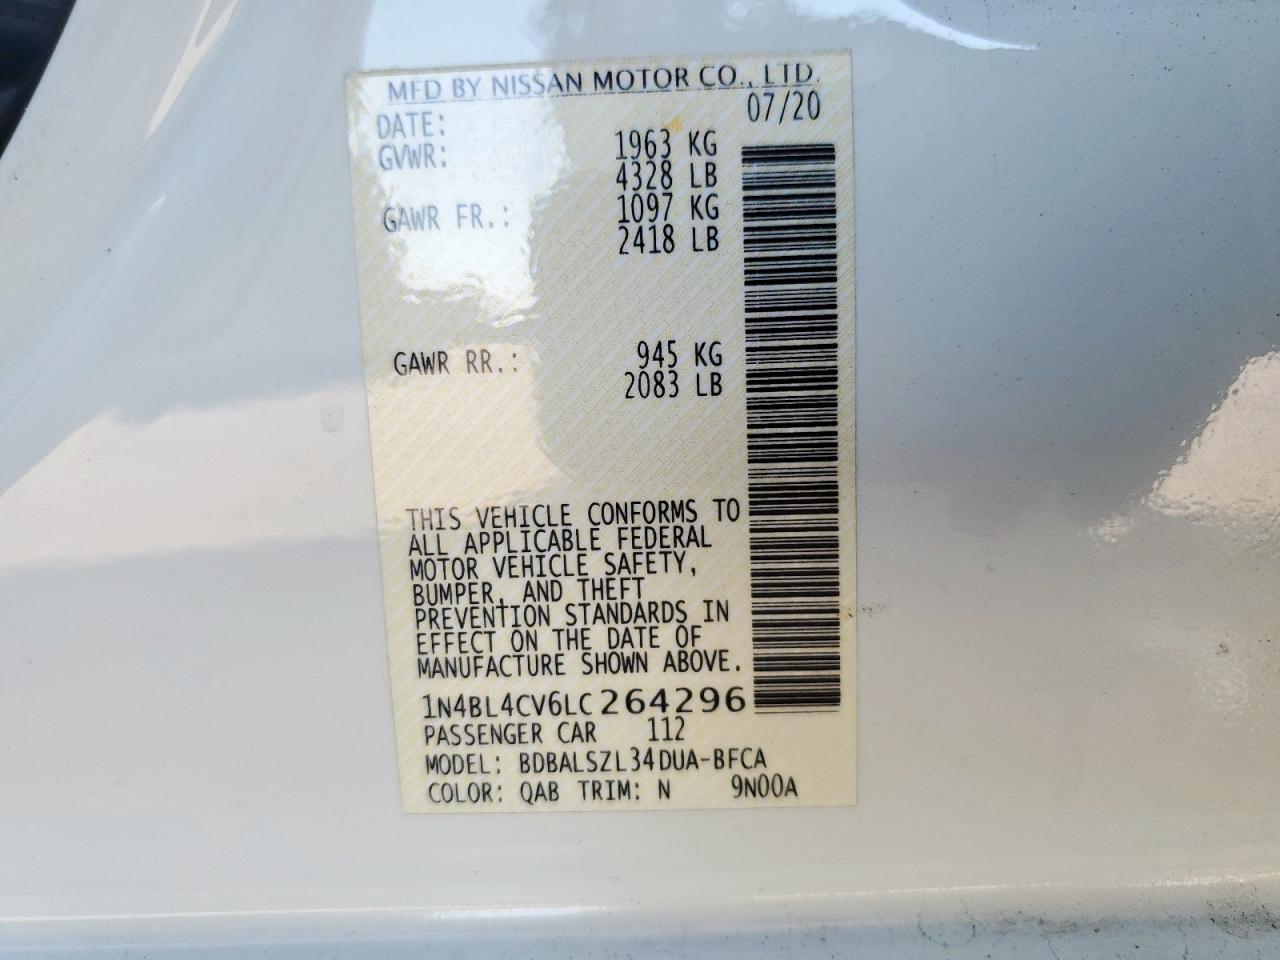 MFD BY NISSAN MOTOR CO., LTD.
DATE: 07/20
GVWR: 1963 KG
4328 LB
GAWR FR.: 1097 KG
2418 LB
GAWR RR.: 945 KG
2083 LB
THIS VEHICLE CONFORMS TO
ALL APPLICABLE FEDERAL
MOTOR VEHICLE SAFETY,
BUMPER, AND THEFT
PREVENTION STANDARDS IN
EFFECT ON THE DATE OF
MANUFACTURE SHOWN ABOVE.
1N4BL4CV6LC264296
PASSENGER CAR 112
MODEL: BDBALSZL34DUA-BFCA
COLOR: QAB TRIM: N 9N00A